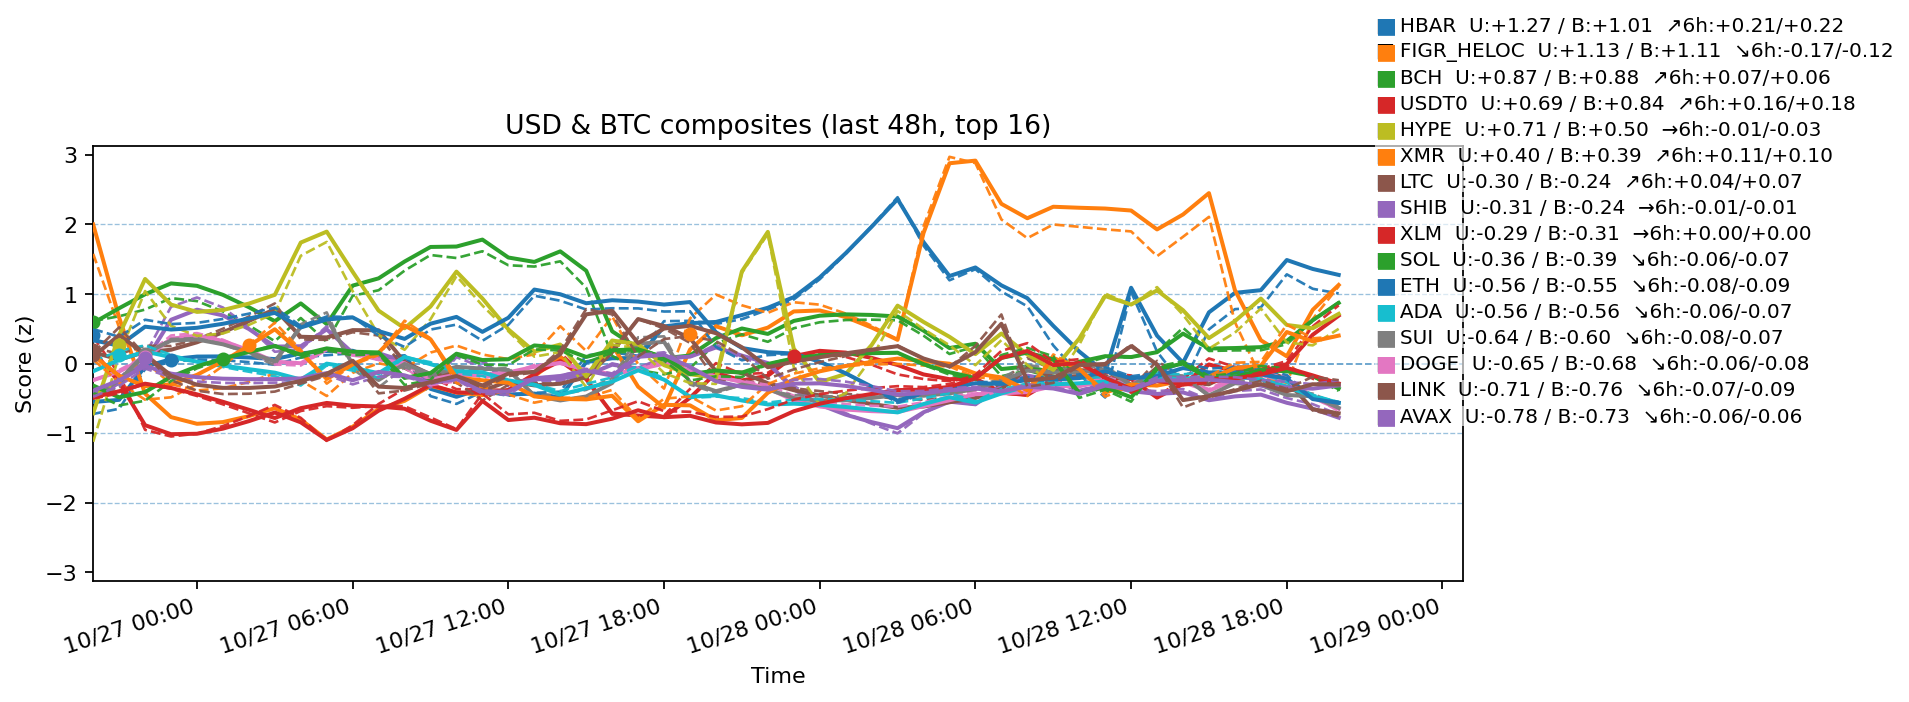 HBAR U:+1.27 / B:+1.01 ↗6h:+0.21/+0.22
FIGR_HELOC U:+1.13 / B:+1.11 ↘6h:-0.17/-0.12
BCH U:+0.87 / B:+0.88 ↗6h:+0.07/+0.06
USDT0 U:+0.69 / B:+0.84 ↗6h:+0.16/+0.18
HYPE U:+0.71 / B:+0.50 →6h:-0.01/-0.03
XMR U:+0.40 / B:+0.39 ↗6h:+0.11/+0.10
LTC U:-0.30 / B:-0.24 ↗6h:+0.04/+0.07
SHIB U:-0.31 / B:-0.24 →6h:-0.01/-0.01
XLM U:-0.29 / B:-0.31 →6h:+0.00/+0.00
SOL U:-0.36 / B:-0.39 ↘6h:-0.06/-0.07
ETH U:-0.56 / B:-0.55 ↘6h:-0.08/-0.09
ADA U:-0.56 / B:-0.56 ↘6h:-0.06/-0.07
SUI U:-0.64 / B:-0.60 ↘6h:-0.08/-0.07
DOGE U:-0.65 / B:-0.68 ↘6h:-0.06/-0.08
LINK U:-0.71 / B:-0.76 ↘6h:-0.07/-0.09
AVAX U:-0.78 / B:-0.73 ↘6h:-0.06/-0.06
USD & BTC composites (last 48h, top 16)
Score (z)
3
2
1
0
−1
−2
−3
10/27 00:00
10/27 06:00
10/27 12:00
10/27 18:00
10/28 00:00
10/28 06:00
10/28 12:00
10/28 18:00
10/29 00:00
Time